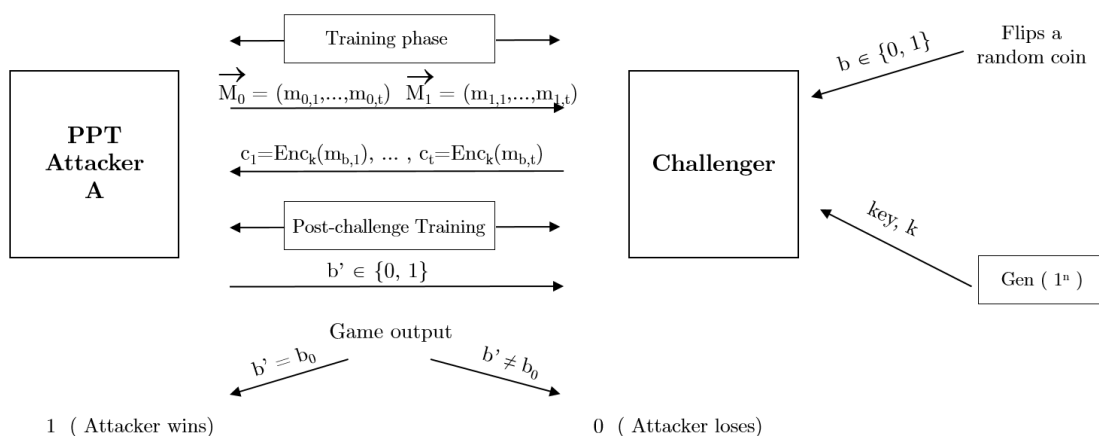 Training phase
Flips a
random coin
b ∈ {0, 1}
M₀ = (m₀,₁,...,m₀,ₜ) M₁ = (m₁,₁,...,m₁,ₜ)
PPT
Attacker
A
c₁=Encₖ(m_b,₁), ... , cₜ=Encₖ(m_b,ₜ)
Challenger
Post-challenge Training
key, k
b' ∈ {0, 1}
Gen ( 1ⁿ )
Game output
b' = b₀
b' ≠ b₀
1 ( Attacker wins)
0 ( Attacker loses)